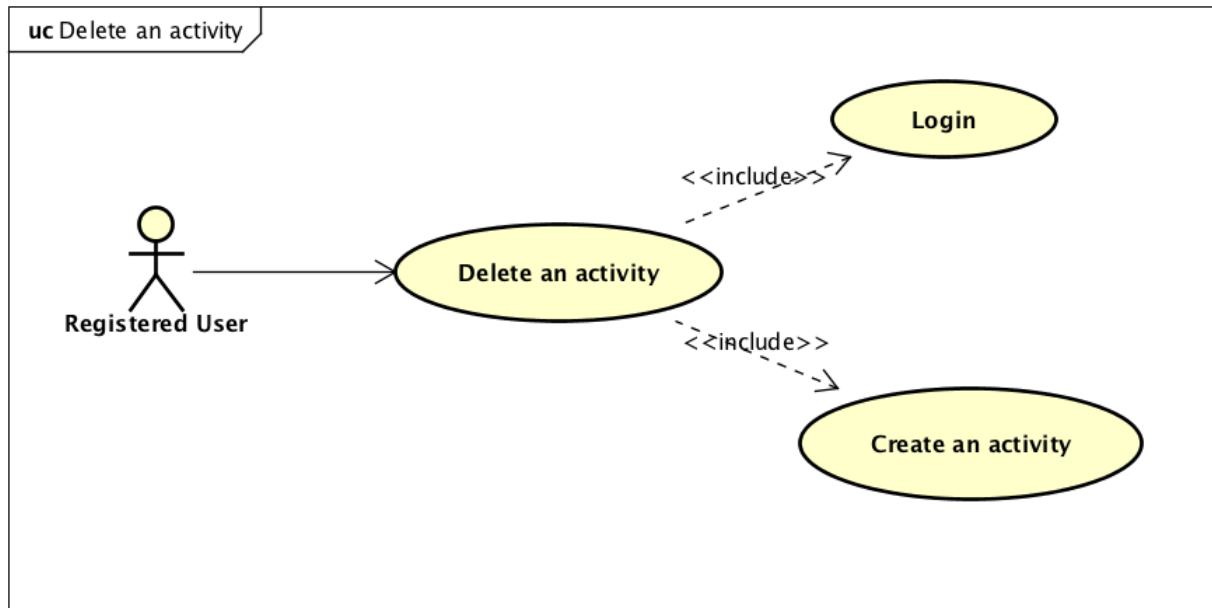 uc Delete an activity
Login
<<include>>
Delete an activity
Registered User
<<include>>
Create an activity